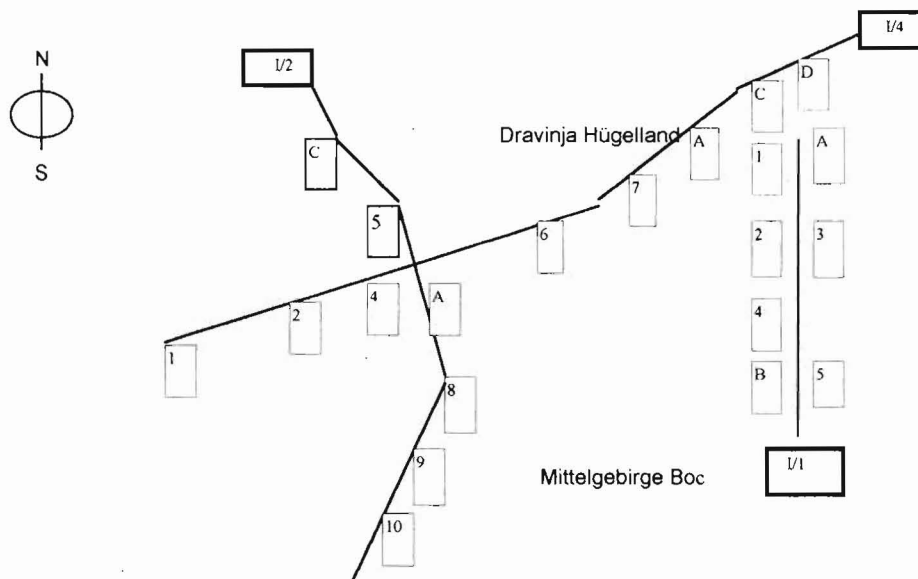 I/4
I/2
N
D
C
Dravinja Hügelland
A
A
C
1
S
7
5
6
2
3
4
A
2
4
1
B
5
8
9
I/1
Mittelgebirge Boc
10